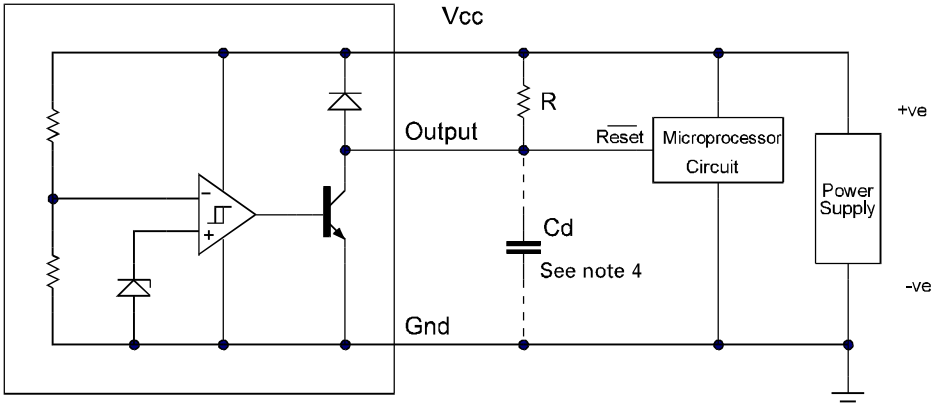 Vcc
R
+ve
Output
Reset
Microprocessor
Circuit
−
Power
Supply
+
Cd
See note 4
-ve
Gnd